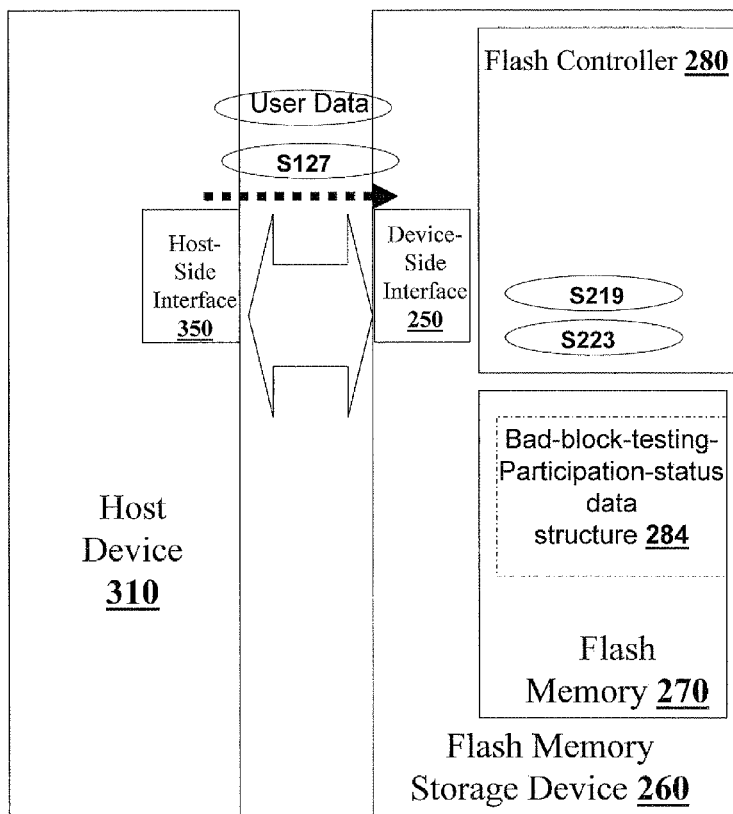 Flash Controller 280
User Data
S127
Host-
Side
Interface
350
Device-
Side
Interface
250
S219
S223
Bad-block-testing-
Participation-status
data
structure 284
Host
Device
310
Flash
Memory 270
Flash Memory
Storage Device 260